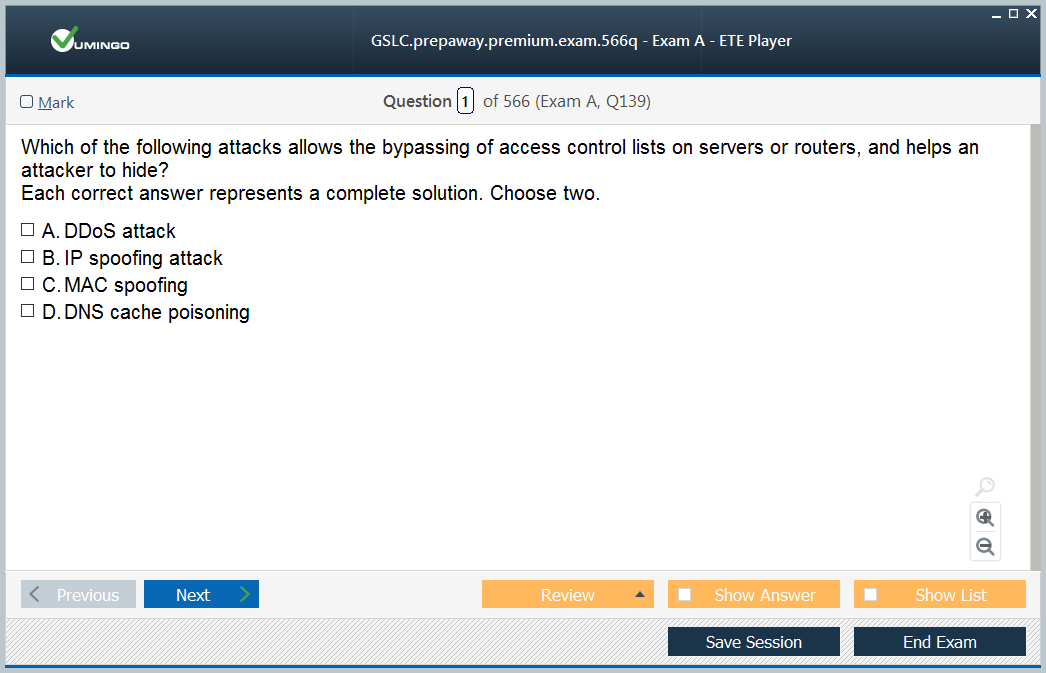 VUMINGO
GSLC.prepaway.premium.exam.566q - Exam A - ETE Player
Mark
Question 1 of 566 (Exam A, Q139)
Which of the following attacks allows the bypassing of access control lists on servers or routers, and helps an
attacker to hide?
Each correct answer represents a complete solution. Choose two.
A. DDoS attack
B. IP spoofing attack
C. MAC spoofing
D. DNS cache poisoning
Previous
Next
Review
Show Answer
Show List
Save Session
End Exam